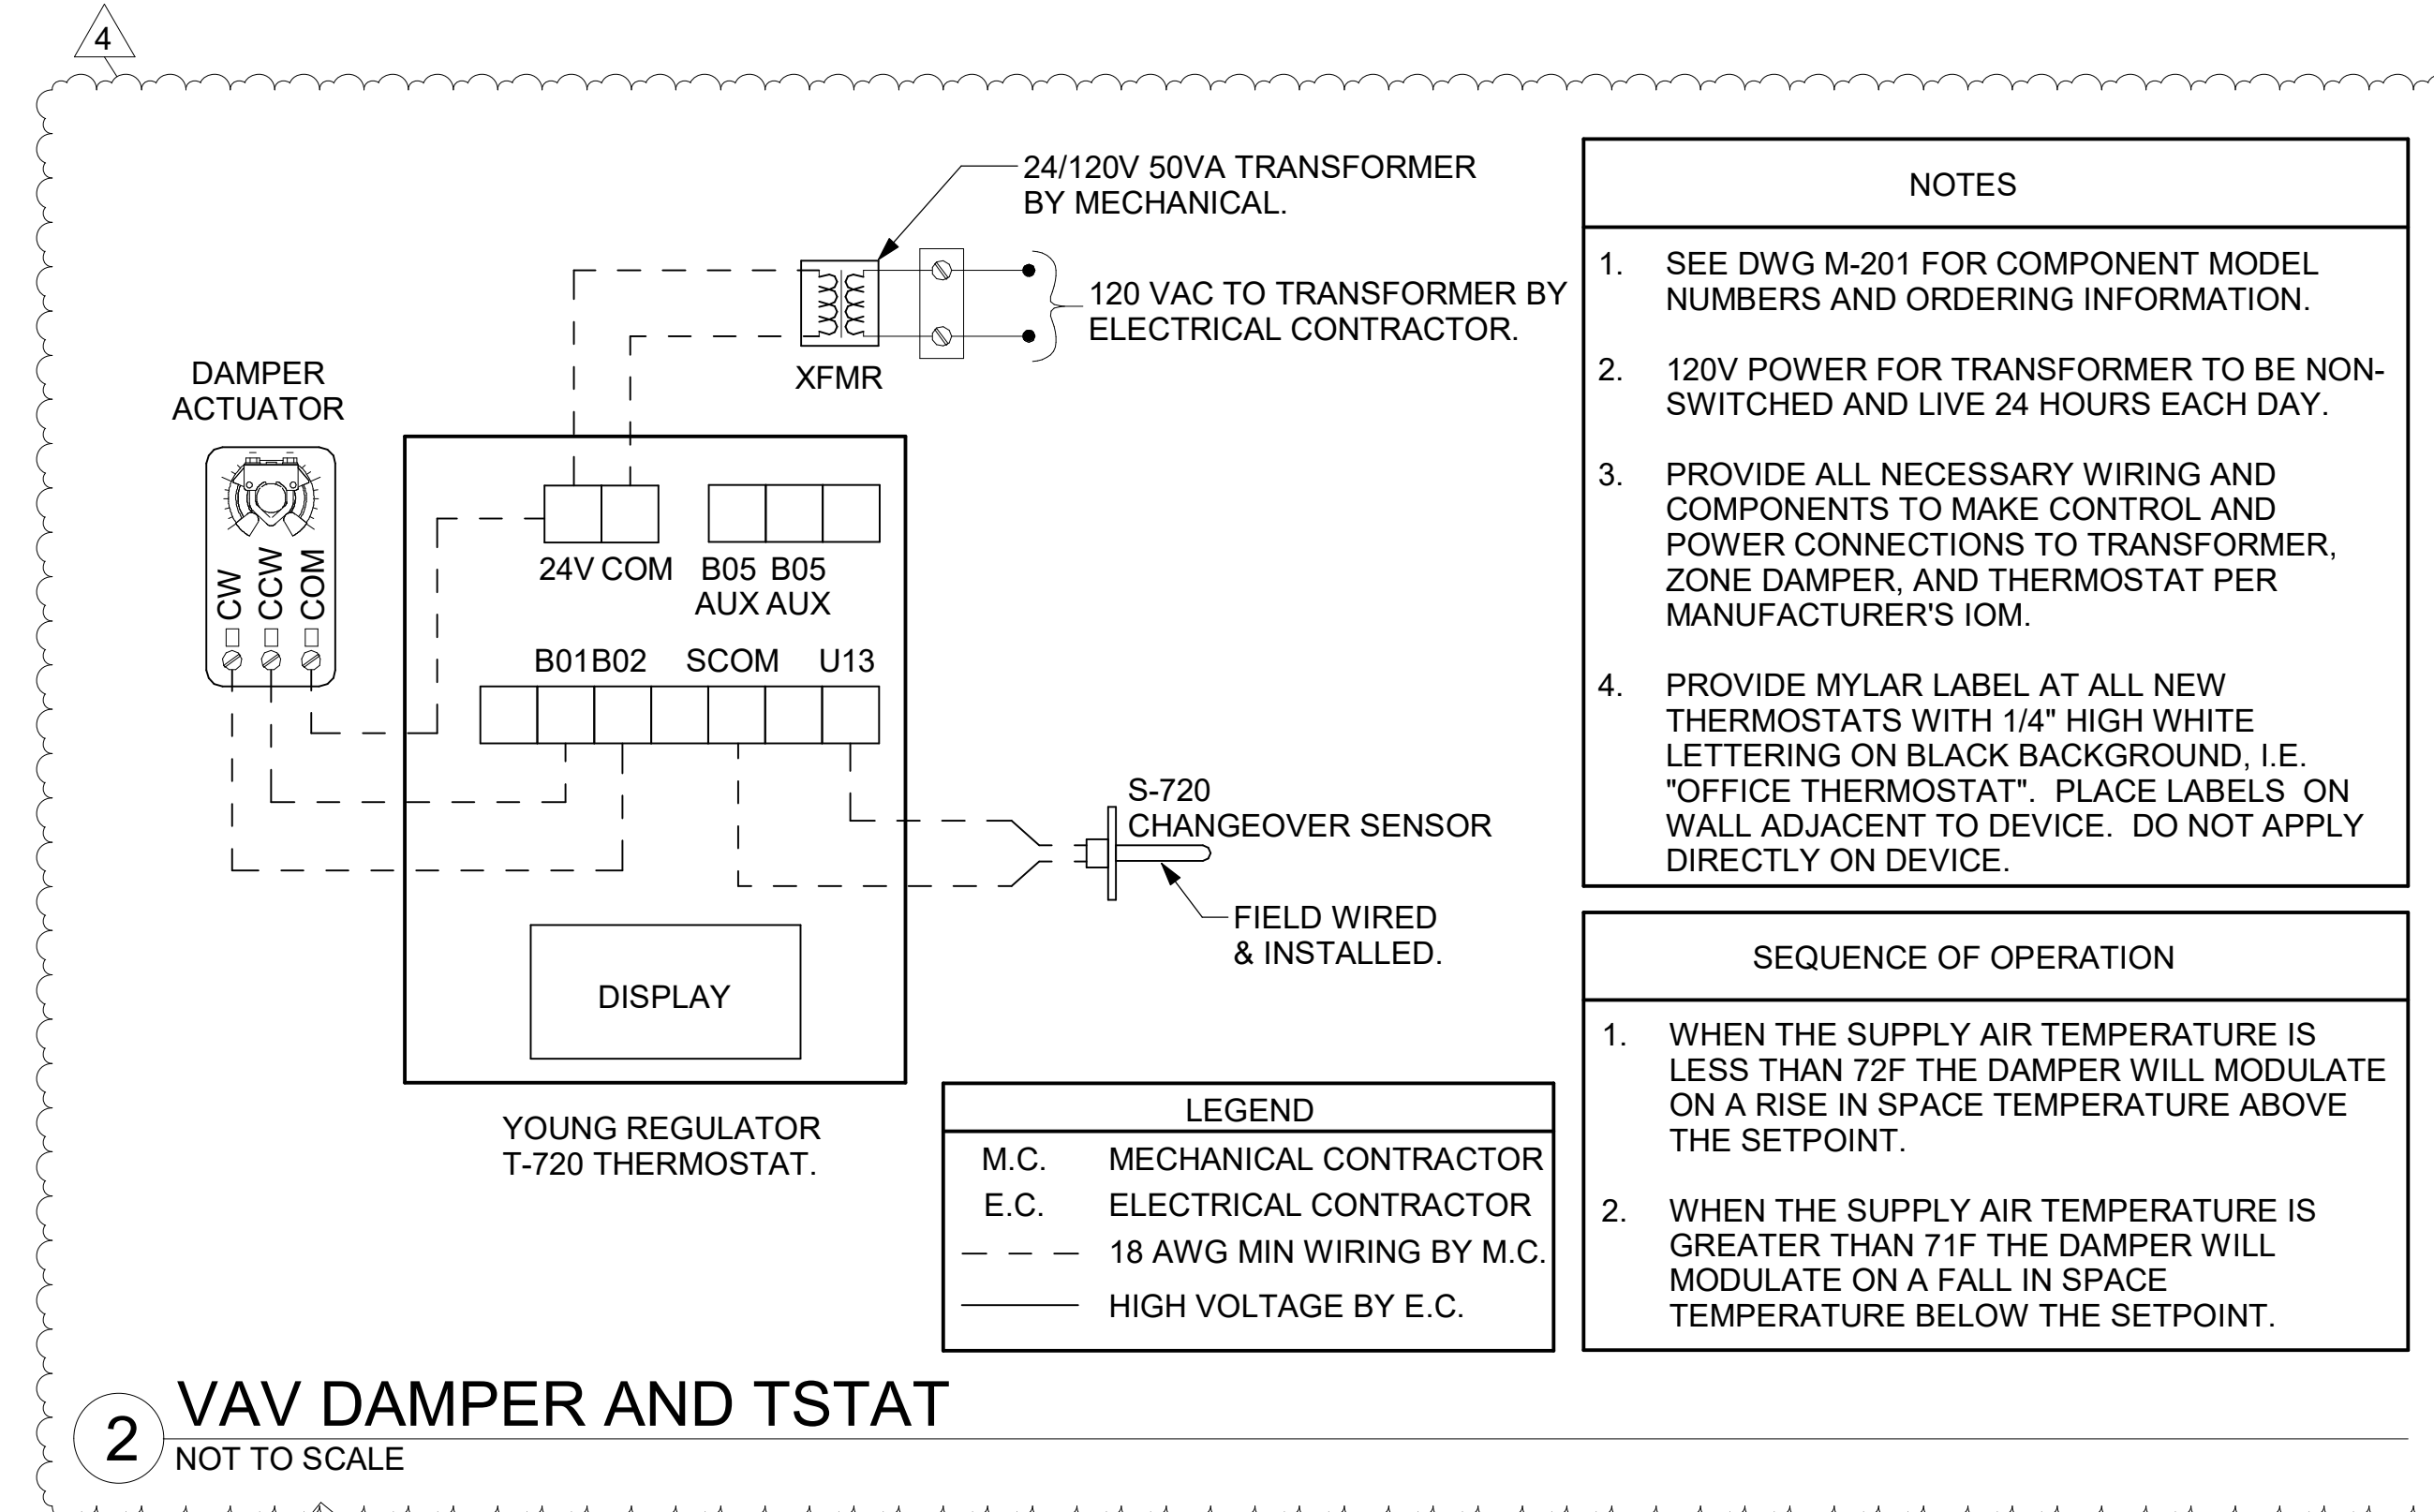 4
24/120V 50VA TRANSFORMER
BY MECHANICAL.
120 VAC TO TRANSFORMER BY
ELECTRICAL CONTRACTOR.
XFMR
DAMPER
ACTUATOR
CW
CCW
COM
24V COM
B05 B05
AUX AUX
B01 B02 SCOM U13
S-720
CHANGEOVER SENSOR
FIELD WIRED
& INSTALLED.
DISPLAY
YOUNG REGULATOR
T-720 THERMOSTAT.
LEGEND
M.C. MECHANICAL CONTRACTOR
E.C. ELECTRICAL CONTRACTOR
18 AWG MIN WIRING BY M.C.
HIGH VOLTAGE BY E.C.
NOTES
1. SEE DWG M-201 FOR COMPONENT MODEL
NUMBERS AND ORDERING INFORMATION.
2. 120V POWER FOR TRANSFORMER TO BE NON-
SWITCHED AND LIVE 24 HOURS EACH DAY.
3. PROVIDE ALL NECESSARY WIRING AND
COMPONENTS TO MAKE CONTROL AND
POWER CONNECTIONS TO TRANSFORMER,
ZONE DAMPER, AND THERMOSTAT PER
MANUFACTURER'S IOM.
4. PROVIDE MYLAR LABEL AT ALL NEW
THERMOSTATS WITH 1/4" HIGH WHITE
LETTERING ON BLACK BACKGROUND, I.E.
"OFFICE THERMOSTAT". PLACE LABELS ON
WALL ADJACENT TO DEVICE. DO NOT APPLY
DIRECTLY ON DEVICE.
SEQUENCE OF OPERATION
1. WHEN THE SUPPLY AIR TEMPERATURE IS
LESS THAN 72F THE DAMPER WILL MODULATE
ON A RISE IN SPACE TEMPERATURE ABOVE
THE SETPOINT.
2. WHEN THE SUPPLY AIR TEMPERATURE IS
GREATER THAN 71F THE DAMPER WILL
MODULATE ON A FALL IN SPACE
TEMPERATURE BELOW THE SETPOINT.
2 VAV DAMPER AND TSTAT
NOT TO SCALE